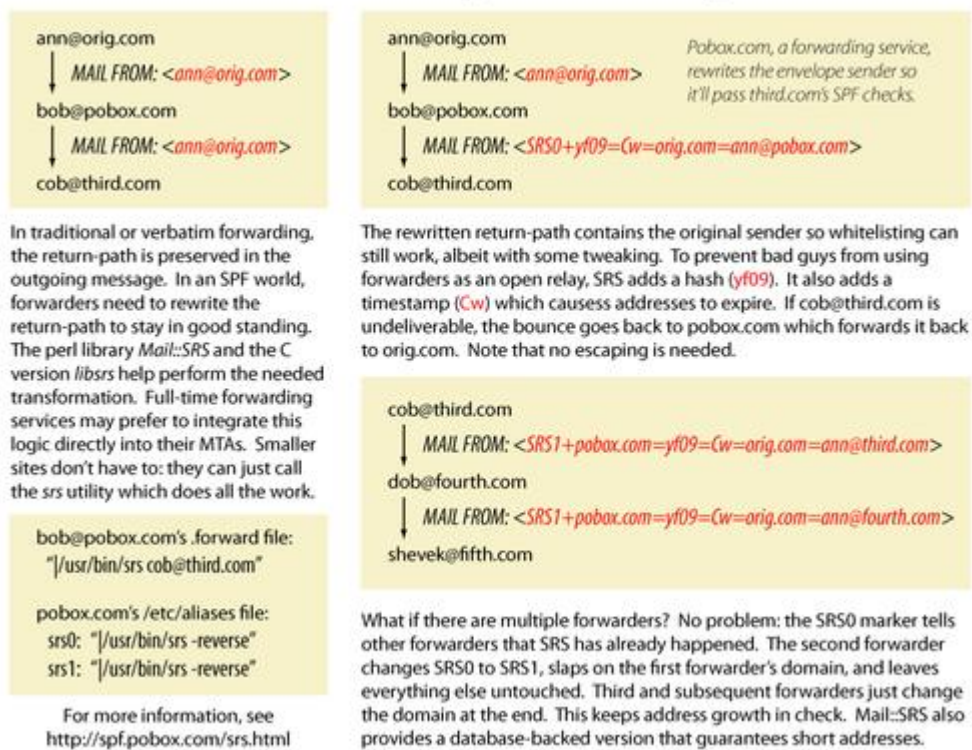 ann@orig.com
MAIL FROM: <ann@orig.com>
bob@pobox.com
MAIL FROM: <ann@orig.com>
cob@third.com
In traditional or verbatim forwarding,
the return-path is preserved in the
outgoing message. In an SPF world,
forwarders need to rewrite the
return-path to stay in good standing.
The perl library Mail::SRS and the C
version libsrs help perform the needed
transformation. Full-time forwarding
services may prefer to integrate this
logic directly into their MTAs. Smaller
sites don't have to: they can just call
the srs utility which does all the work.
bob@pobox.com's .forward file:
"|/usr/bin/srs cob@third.com"
pobox.com's /etc/aliases file:
srs0: "|/usr/bin/srs -reverse"
srs1: "|/usr/bin/srs -reverse"
For more information, see
http://spf.pobox.com/srs.html
ann@orig.com
MAIL FROM: <ann@orig.com>
bob@pobox.com
MAIL FROM: <SRS0+yf09=Cw=orig.com=ann@pobox.com>
cob@third.com
Pobox.com, a forwarding service,
rewrites the envelope sender so
it'll pass third.com's SPF checks.
The rewritten return-path contains the original sender so whitelisting can
still work, albeit with some tweaking. To prevent bad guys from using
forwarders as an open relay, SRS adds a hash (yf09). It also adds a
timestamp (Cw) which causess addresses to expire. If cob@third.com is
undeliverable, the bounce goes back to pobox.com which forwards it back
to orig.com. Note that no escaping is needed.
cob@third.com
MAIL FROM: <SRS1+pobox.com=yf09=Cw=orig.com=ann@third.com>
dob@fourth.com
MAIL FROM: <SRS1+pobox.com=yf09=Cw=orig.com=ann@fourth.com>
shevek@fifth.com
What if there are multiple forwarders? No problem: the SRS0 marker tells
other forwarders that SRS has already happened. The second forwarder
changes SRS0 to SRS1, slaps on the first forwarder's domain, and leaves
everything else untouched. Third and subsequent forwarders just change
the domain at the end. This keeps address growth in check. Mail::SRS also
provides a database-backed version that guarantees short addresses.